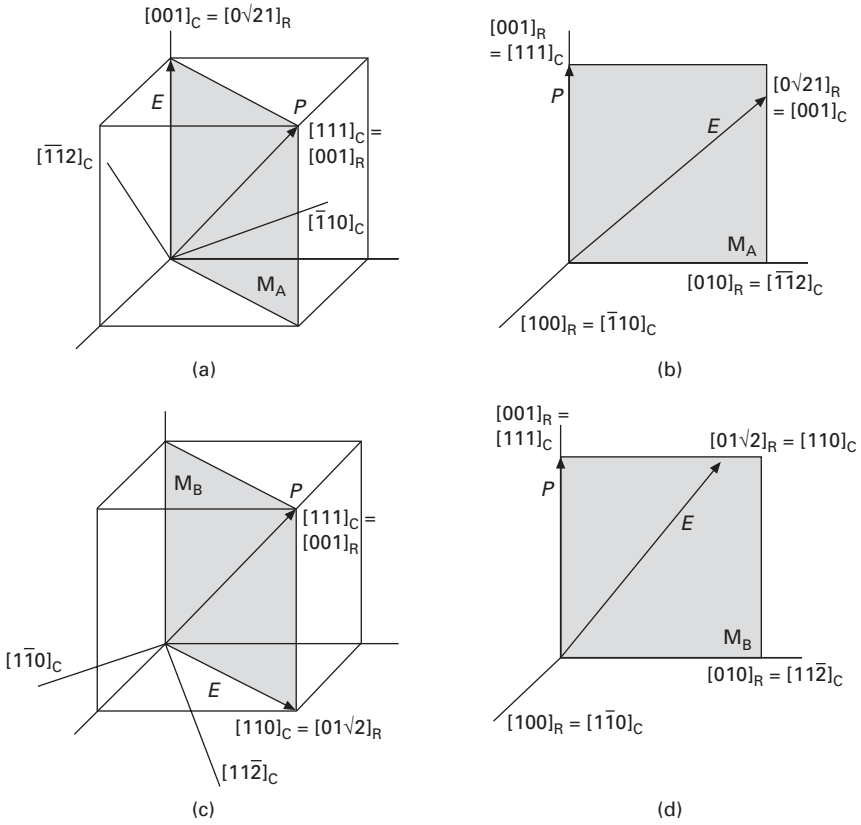 [001]C = [0√21]R
E
P
[111]C =
[001]R
[1̅1̅2]C
[1̅10]C
MA
(a)
[001]R
= [111]C
P
[0√21]R
= [001]C
E
MA
[010]R = [1̅1̅2]C
[100]R = [1̅10]C
(b)
MB
P
[111]C =
[001]R
[11̅0]C
E
[110]C = [01√2]R
[112̅]C
(c)
[001]R =
[111]C
[01√2]R = [110]C
P
E
MB
[010]R = [112̅]C
[100]R = [11̅0]C
(d)